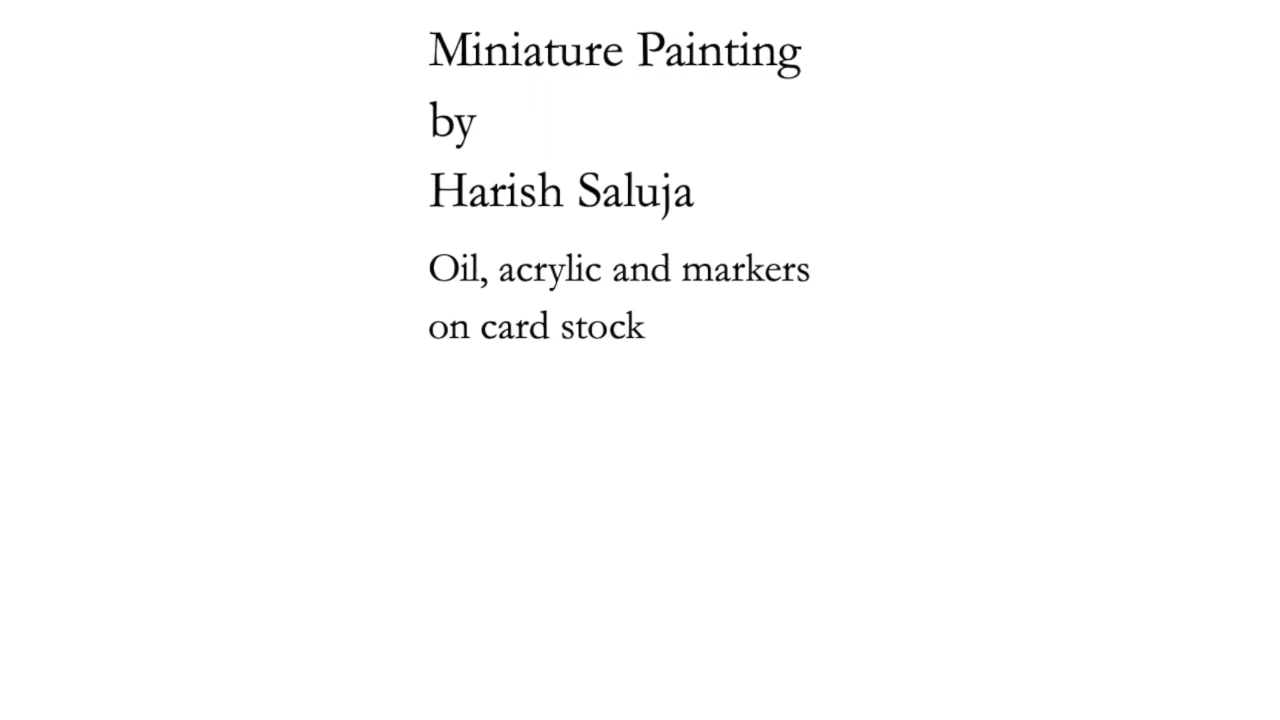 Miniature Painting
by
Harish Saluja
Oil, acrylic and markers
on card stock